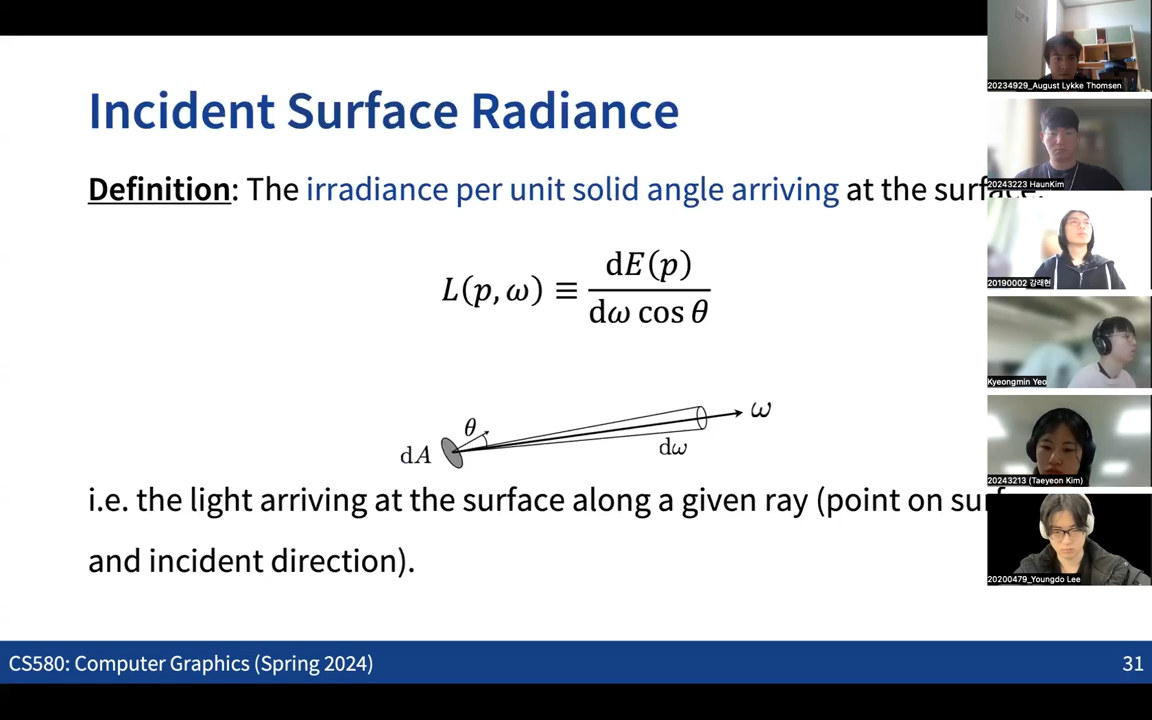 Incident Surface Radiance
Definition: The irradiance per unit solid angle arriving at the surface.
L(p, ω) ≡ dE(p) / dω cos θ
θ
ω
dA
dω
i.e. the light arriving at the surface along a given ray (point on
and incident direction).
CS580: Computer Graphics (Spring 2024)
31
20234929_August Lykke Thomsen
20243223 HaunKim
20190002 강래현
Kyeongmin Yeo
20243213 (Taeyeon Kim)
20200479_Youngdo Lee